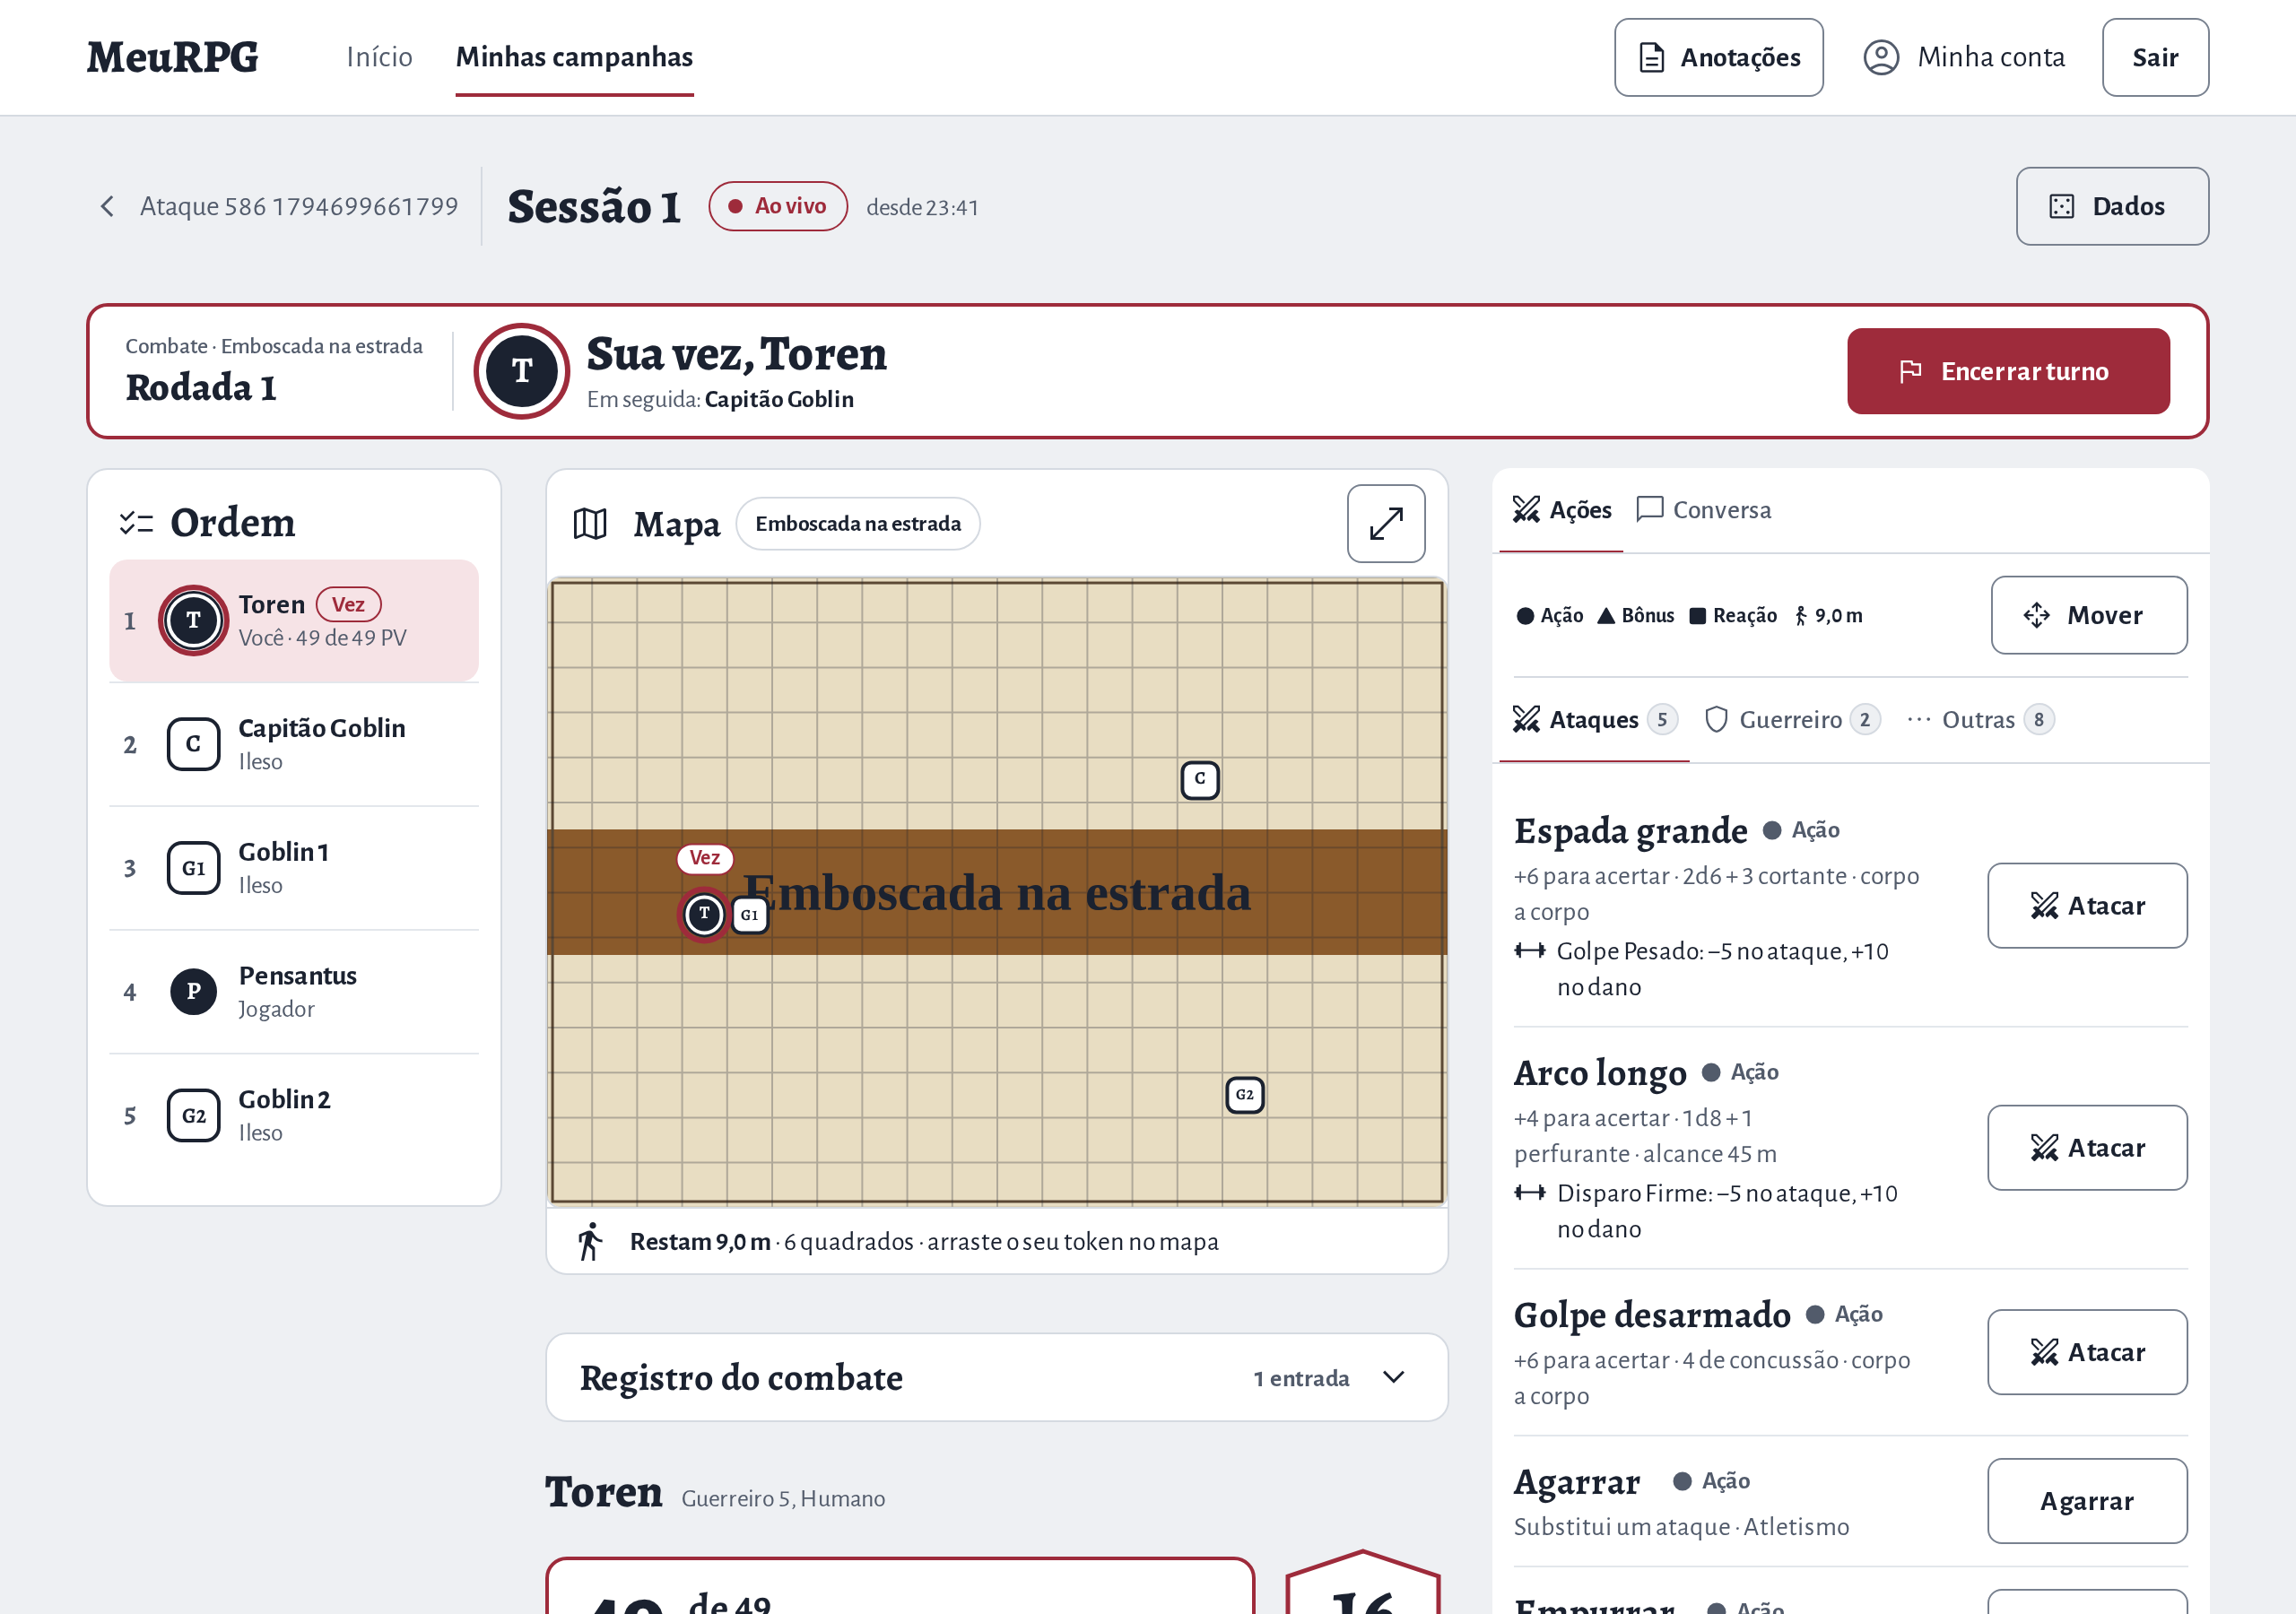 MeuRPG
Início
Minhas campanhas
Anotações
Minha conta
Sair
Ataque 586 1794699661799
Sessão 1
Ao vivo
desde 23:41
Dados
Combate · Emboscada na estrada
Rodada 1
T
Sua vez, Toren
Em seguida: Capitão Goblin
Encerrar turno
Ordem
1
T
Toren
Vez
Você · 49 de 49 PV
2
C
Capitão Goblin
Ileso
3
G1
Goblin 1
Ileso
4
P
Pensantus
Jogador
5
G2
Goblin 2
Ileso
Mapa
Emboscada na estrada
C
Vez
T
G1
Emboscada na estrada
G2
Restam 9,0 m · 6 quadrados · arraste o seu token no mapa
Registro do combate
1 entrada
Toren
Guerreiro 5, Humano
49
de 49
16
Ações
Conversa
Ação
Bônus
Reação
9,0 m
Mover
Ataques
5
Guerreiro
2
Outras
8
Espada grande
Ação
+6 para acertar · 2d6 + 3 cortante · corpo
a corpo
Golpe Pesado: −5 no ataque, +10
no dano
Atacar
Arco longo
Ação
+4 para acertar · 1d8 + 1
perfurante · alcance 45 m
Disparo Firme: −5 no ataque, +10
no dano
Atacar
Golpe desarmado
Ação
+6 para acertar · 4 de concussão · corpo
a corpo
Atacar
Agarrar
Ação
Substitui um ataque · Atletismo
Agarrar
Empurrar
Ação